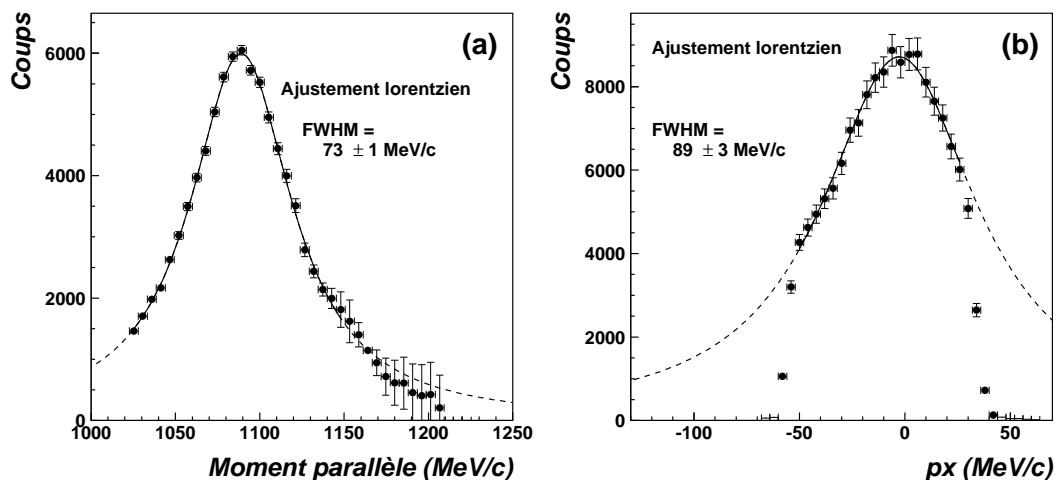 Coups
(a)
6000
4000
2000
0
Ajustement lorentzien
FWHM =
73 ± 1 MeV/c
1000 1050 1100 1150 1200 1250
Moment parallèle (MeV/c)
Coups
(b)
8000
6000
4000
2000
0
Ajustement lorentzien
FWHM =
89 ± 3 MeV/c
-100 -50 0 50
px (MeV/c)